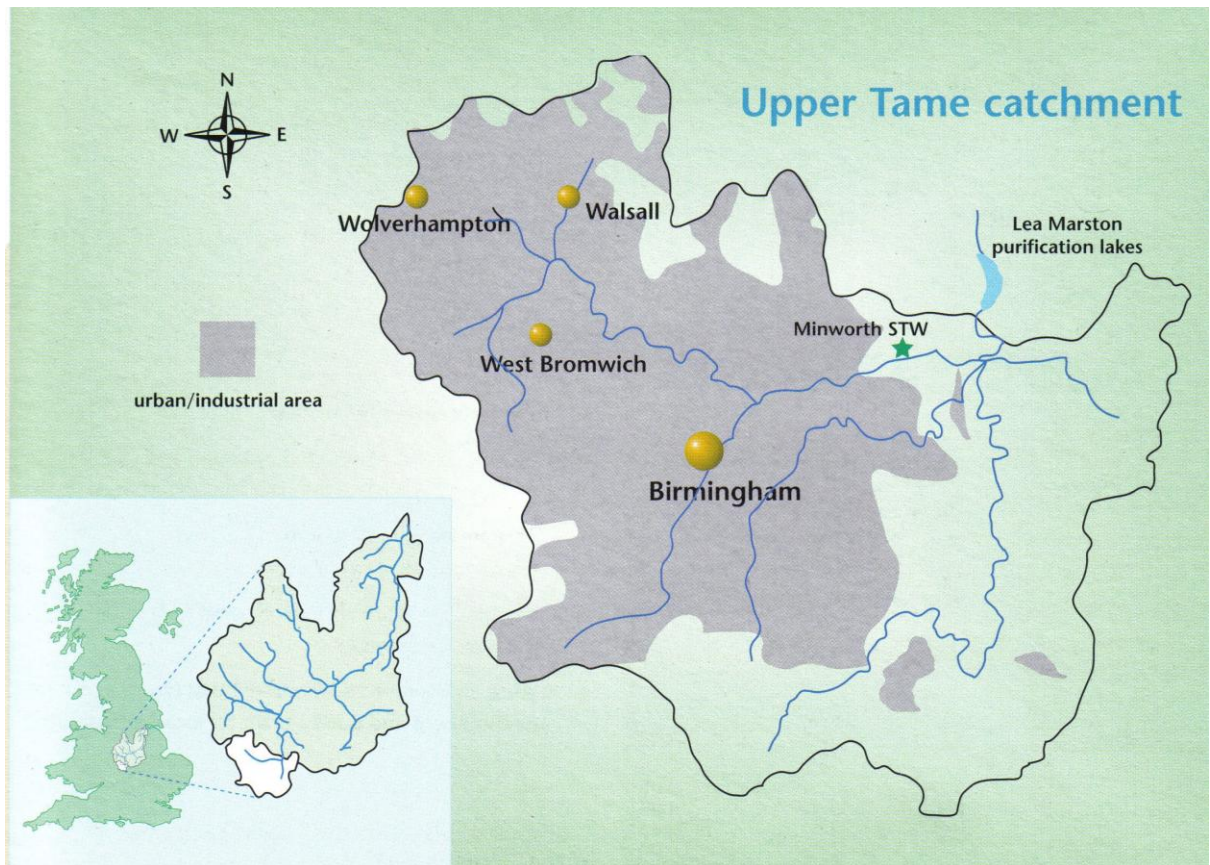 Upper Tame catchment
N
W
E
S
Wolverhampton
Walsall
Lea Marston
purification lakes
Minworth STW
West Bromwich
urban/industrial area
Birmingham